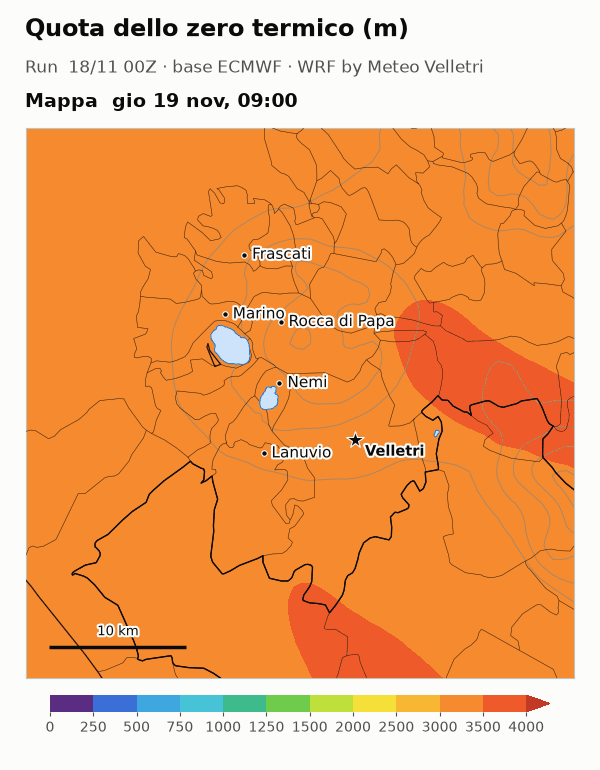 Quota dello zero termico (m)
Run  18/11 00Z · base ECMWF · WRF by Meteo Velletri
Mappa  gio 19 nov, 09:00
Frascati
Marino
Rocca di Papa
Nemi
Velletri
Lanuvio
10 km
0 250 500 750 1000 1250 1500 2000 2500 3000 3500 4000